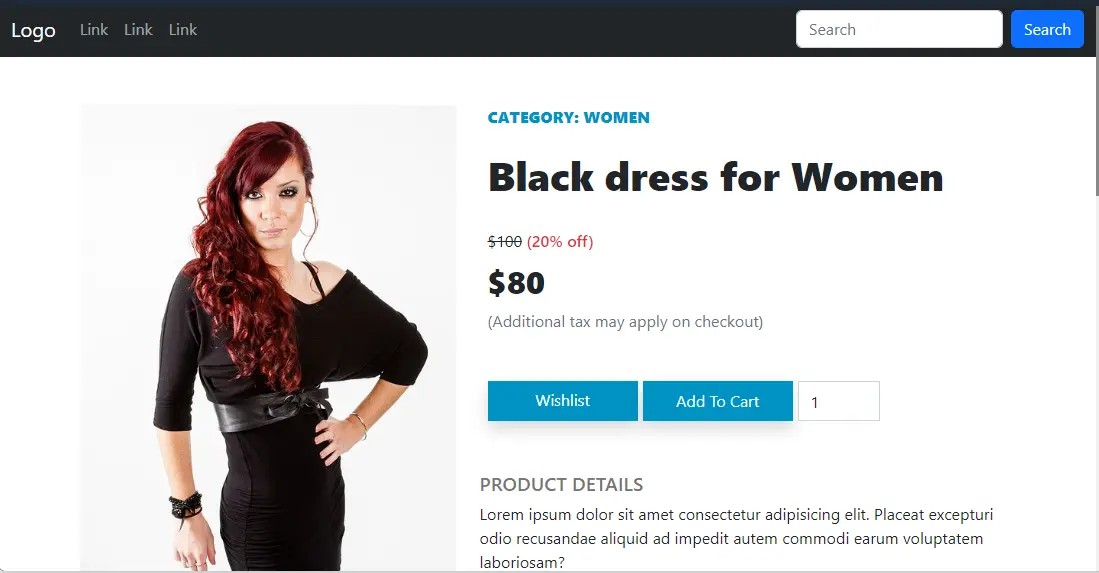 Logo Link Link Link Search Search
CATEGORY: WOMEN
Black dress for Women
$100 (20% off)
$80
(Additional tax may apply on checkout)
Wishlist Add To Cart 1
PRODUCT DETAILS
Lorem ipsum dolor sit amet consectetur adipisicing elit. Placeat excepturi
odio recusandae aliquid ad impedit autem commodi earum voluptatem
laboriosam?